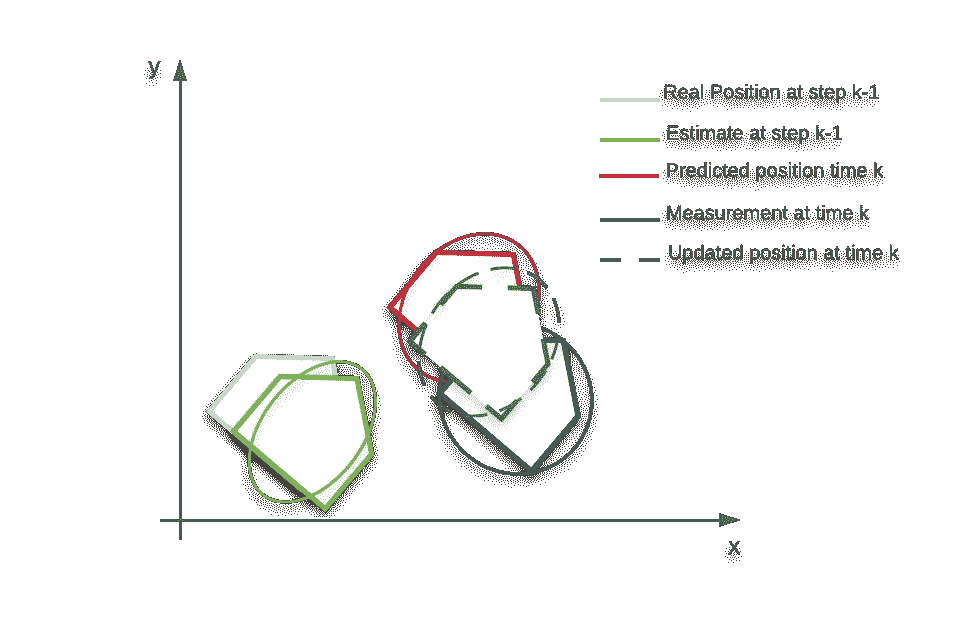 y
Real Position at step k-1
Estimate at step k-1
Predicted position time k
Measurement at time k
Updated position at time k
x